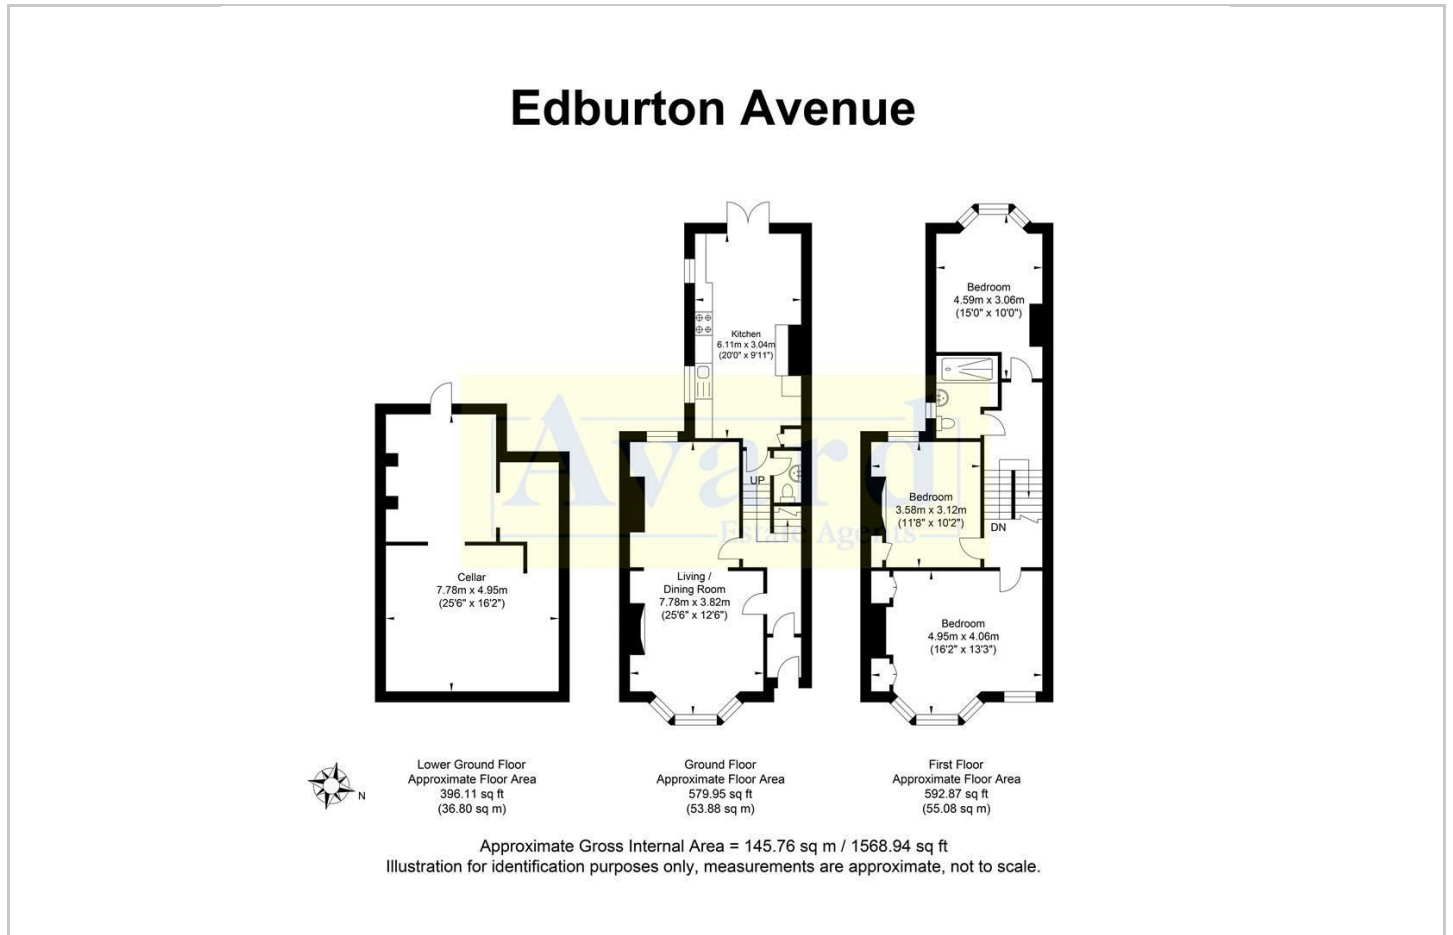 Edburton Avenue
Bedroom
4.59m x 3.06m
(15'0" x 10'0")
Kitchen
6.11m x 3.04m
(20'0" x 9'11")
Avard
Estate Agents
UP
Bedroom
3.58m x 3.12m
(11'8" x 10'2")
DN
Cellar
7.78m x 4.95m
(25'6" x 16'2")
Living /
Dining Room
7.78m x 3.82m
(25'6" x 12'6")
Bedroom
4.95m x 4.06m
(16'2" x 13'3")
N
Lower Ground Floor
Approximate Floor Area
396.11 sq ft
(36.80 sq m)
Ground Floor
Approximate Floor Area
579.95 sq ft
(53.88 sq m)
First Floor
Approximate Floor Area
592.87 sq ft
(55.08 sq m)
Approximate Gross Internal Area = 145.76 sq m / 1568.94 sq ft
Illustration for identification purposes only, measurements are approximate, not to scale.